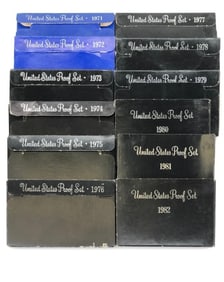 United States Proof Set · 1971
United States Proof Set · 1972
United States Proof Set · 1973
United States Proof Set · 1974
United States Proof Set · 1975
United States Proof Set · 1976
United States Proof Set · 1977
United States Proof Set · 1978
United States Proof Set · 1979
United States Proof Set
1980
United States Proof Set
1981
United States Proof Set
1982